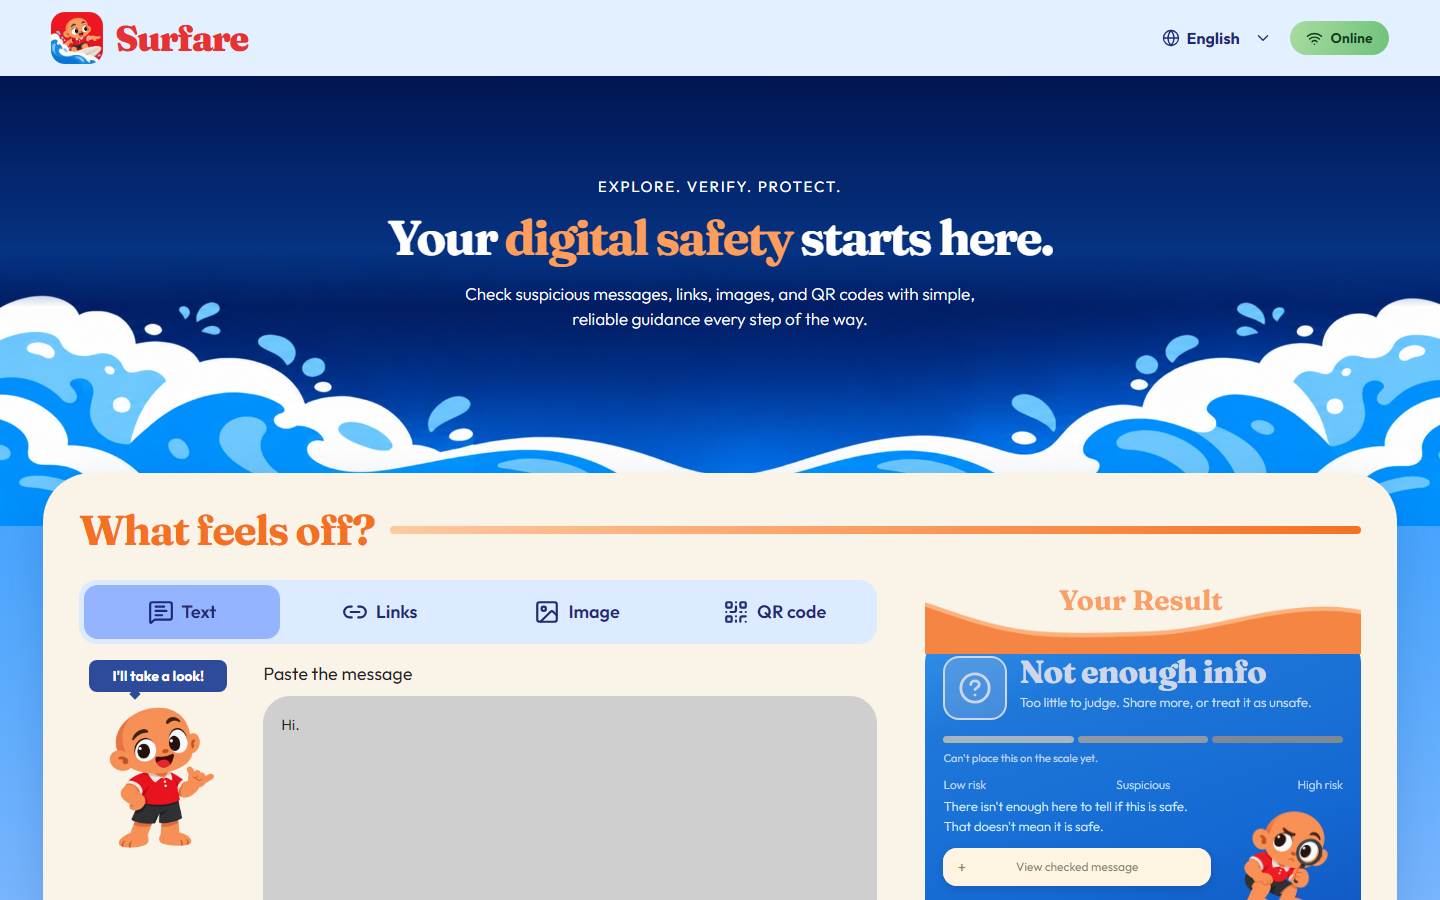 Surfare
English
Online
EXPLORE. VERIFY. PROTECT.
Your digital safety starts here.
Check suspicious messages, links, images, and QR codes with simple,
reliable guidance every step of the way.
What feels off?
Text
Links
Image
QR code
I'll take a look!
Paste the message
Hi.
Your Result
Not enough info
Too little to judge. Share more, or treat it as unsafe.
Can't place this on the scale yet.
Low risk
Suspicious
High risk
There isn't enough here to tell if this is safe.
That doesn't mean it is safe.
+ View checked message